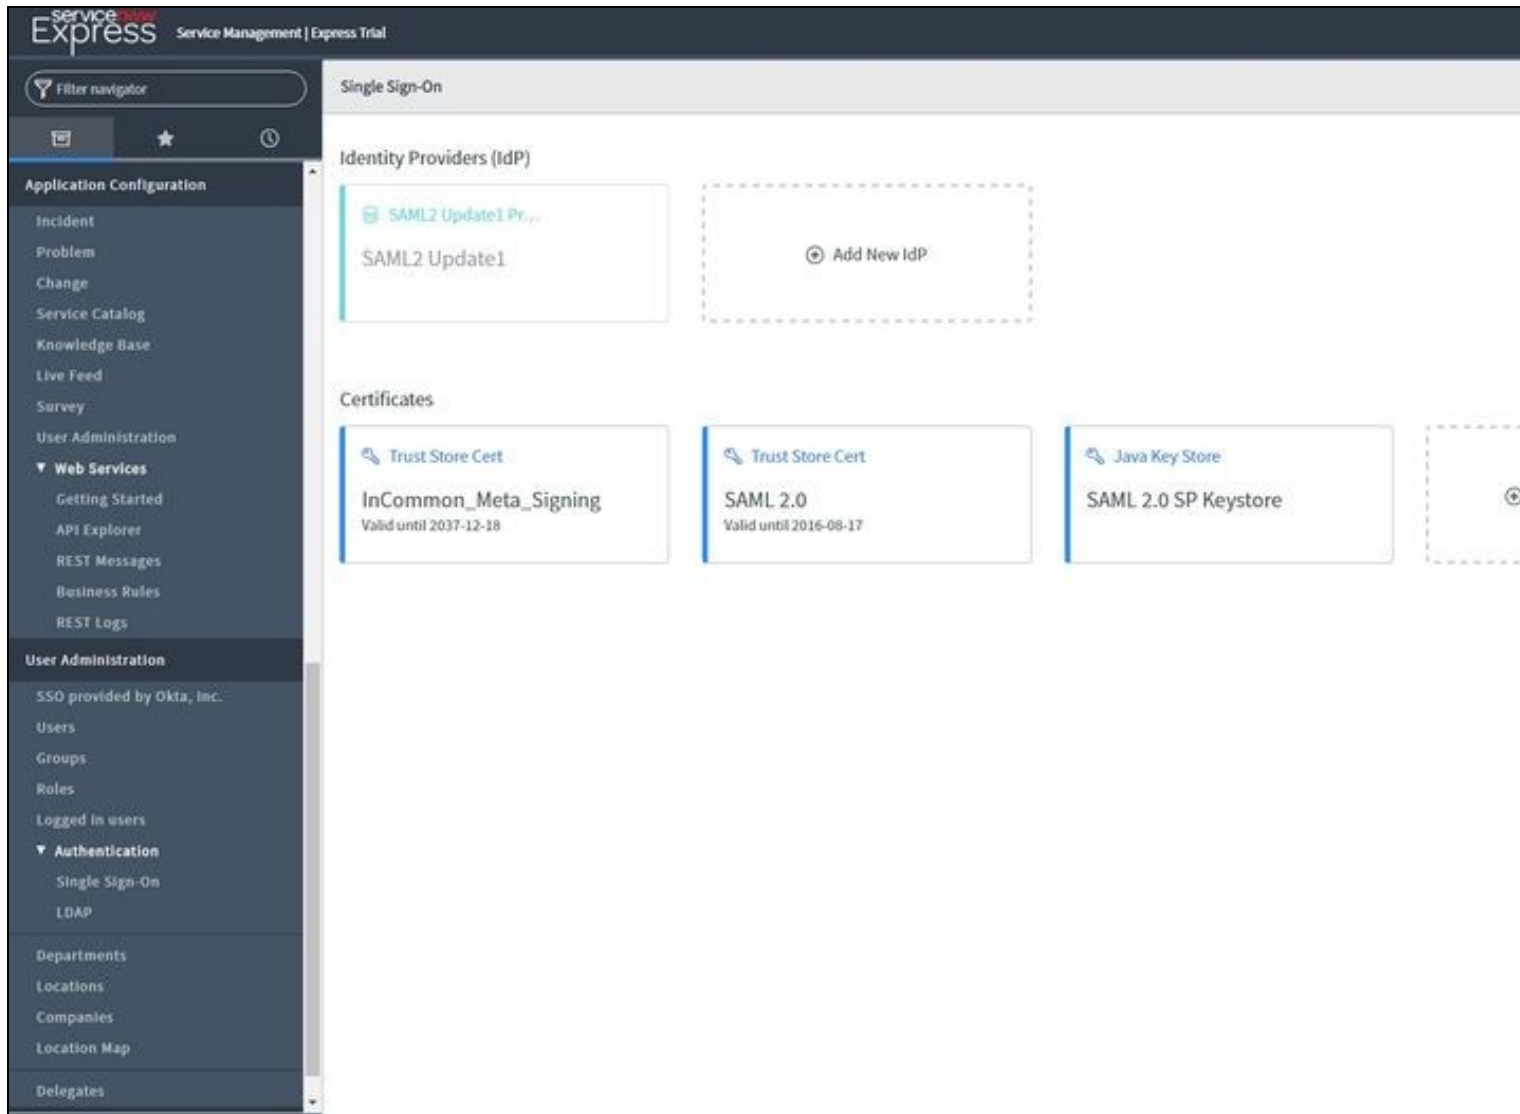 servicenow
Express
Service Management | Express Trial
Filter navigator
Single Sign-On
Application Configuration
Incident
Problem
Change
Service Catalog
Knowledge Base
Live Feed
Survey
User Administration
Web Services
Getting Started
API Explorer
REST Messages
Business Rules
REST Logs
User Administration
SSO provided by Okta, Inc.
Users
Groups
Roles
Logged in users
Authentication
Single Sign-On
LDAP
Departments
Locations
Companies
Location Map
Delegates
Identity Providers (IdP)
SAML2 Update1 Pr...
SAML2 Update1
Add New IdP
Certificates
Trust Store Cert
InCommon_Meta_Signing
Valid until 2037-12-18
Trust Store Cert
SAML 2.0
Valid until 2016-08-17
Java Key Store
SAML 2.0 SP Keystore